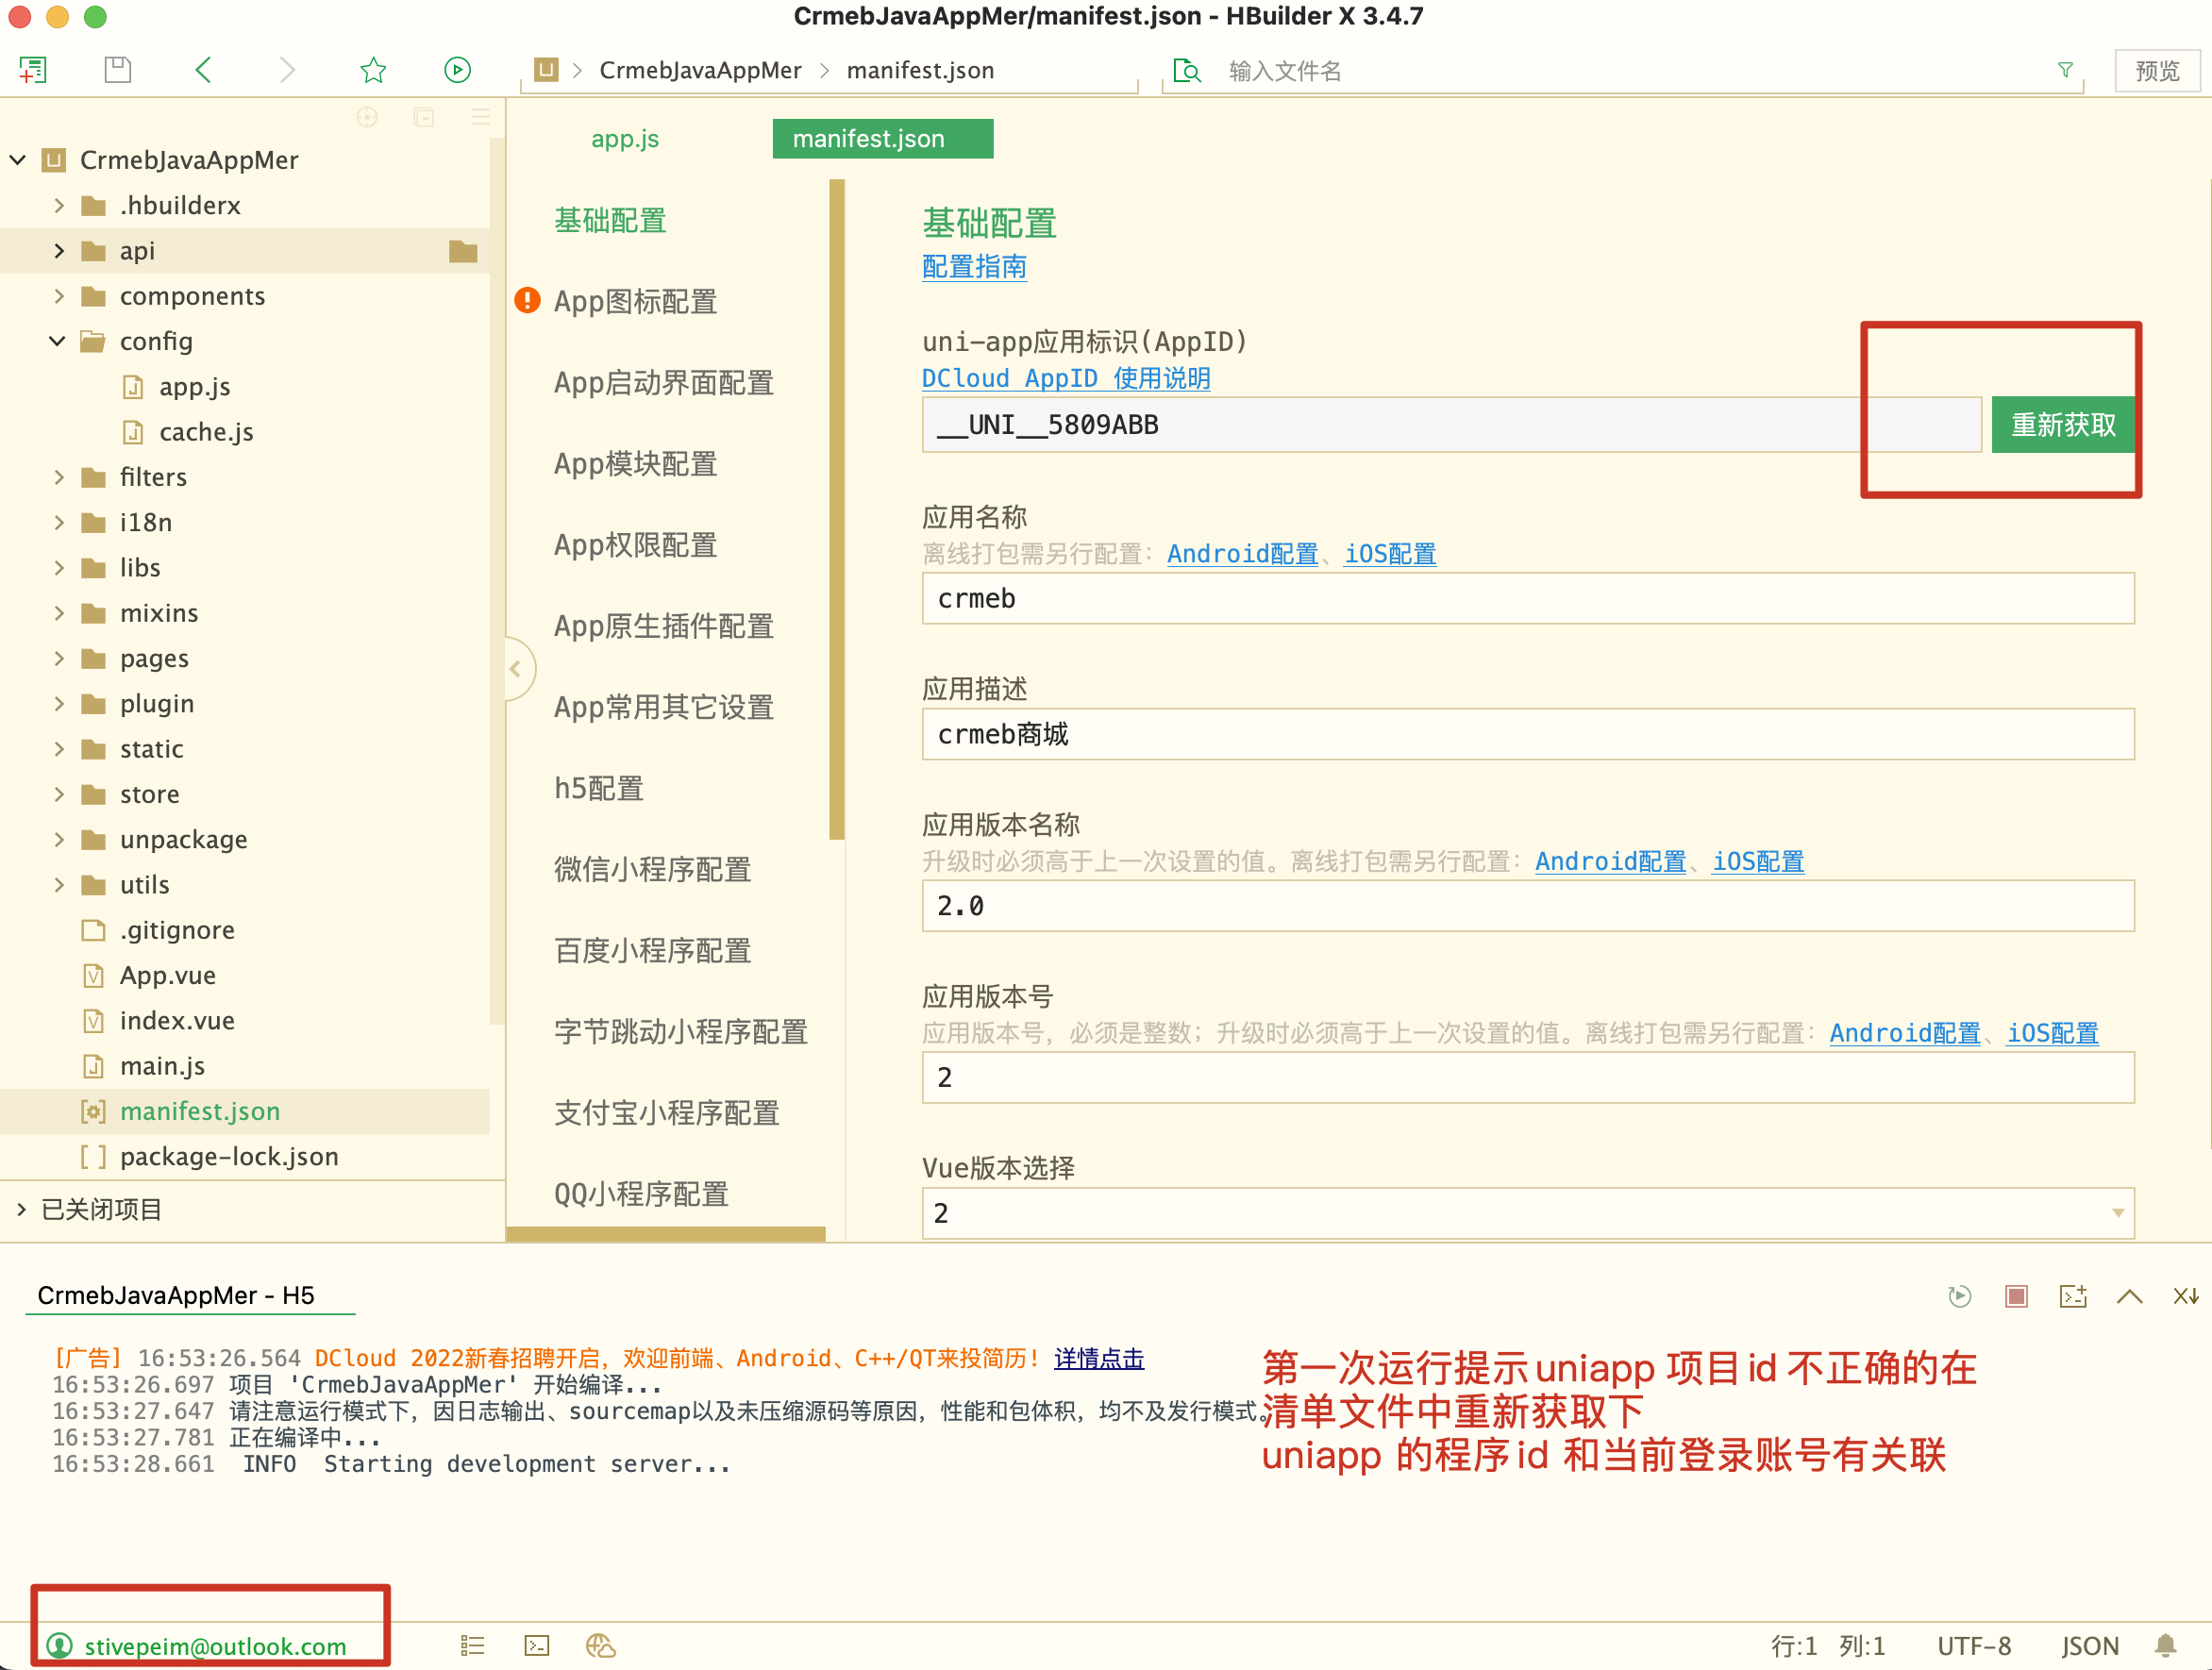 CrmebJavaAppMer/manifest.json - HBuilder X 3.4.7
CrmebJavaAppMer > manifest.json
输入文件名
预览
CrmebJavaAppMer
.hbuilderx
api
components
config
app.js
cache.js
filters
i18n
libs
mixins
pages
plugin
static
store
unpackage
utils
.gitignore
App.vue
index.vue
main.js
manifest.json
package-lock.json
已关闭项目
app.js
manifest.json
基础配置
App图标配置
App启动界面配置
App模块配置
App权限配置
App原生插件配置
App常用其它设置
h5配置
微信小程序配置
百度小程序配置
字节跳动小程序配置
支付宝小程序配置
QQ小程序配置
基础配置
配置指南
uni-app应用标识(AppID)
DCloud AppID 使用说明
__UNI__5809ABB
重新获取
应用名称
离线打包需另行配置：Android配置、iOS配置
crmeb
应用描述
crmeb商城
应用版本名称
升级时必须高于上一次设置的值。离线打包需另行配置：Android配置、iOS配置
2.0
应用版本号
应用版本号，必须是整数；升级时必须高于上一次设置的值。离线打包需另行配置：Android配置、iOS配置
2
Vue版本选择
2
CrmebJavaAppMer - H5
[广告] 16:53:26.564 DCloud 2022新春招聘开启，欢迎前端、Android、C++/QT来投简历！详情点击
16:53:26.697 项目 'CrmebJavaAppMer' 开始编译...
16:53:27.647 请注意运行模式下，因日志输出、sourcemap以及未压缩源码等原因，性能和包体积，均不及发行模式。
16:53:27.781 正在编译中...
16:53:28.661 INFO Starting development server...
第一次运行提示uniapp 项目id 不正确的在
清单文件中重新获取下
uniapp 的程序id 和当前登录账号有关联
stivepeim@outlook.com
行:1 列:1
UTF-8
JSON